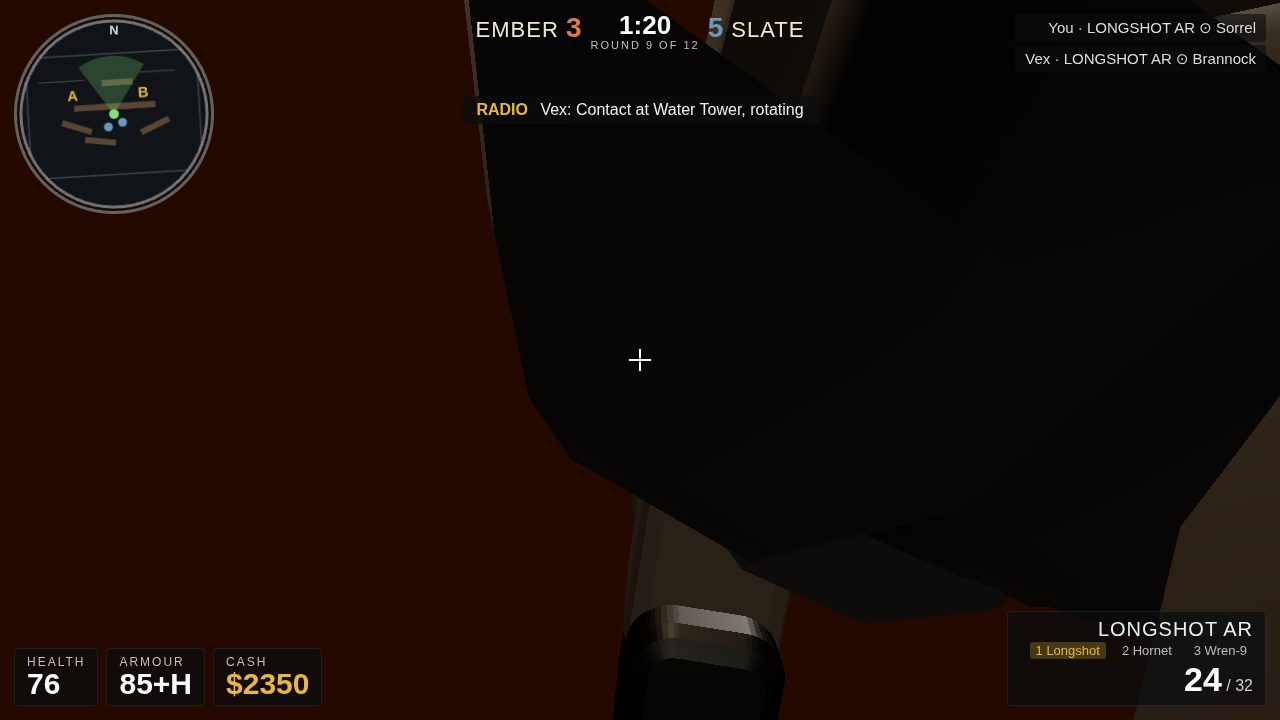 N
A
B
EMBER 3 1:20 5 SLATE
ROUND 9 OF 12
You · LONGSHOT AR ⊙ Sorrel
Vex · LONGSHOT AR ⊙ Brannock
RADIO Vex: Contact at Water Tower, rotating
HEALTH
76
ARMOUR
85+H
CASH
$2350
LONGSHOT AR
1 Longshot 2 Hornet 3 Wren-9
24 / 32